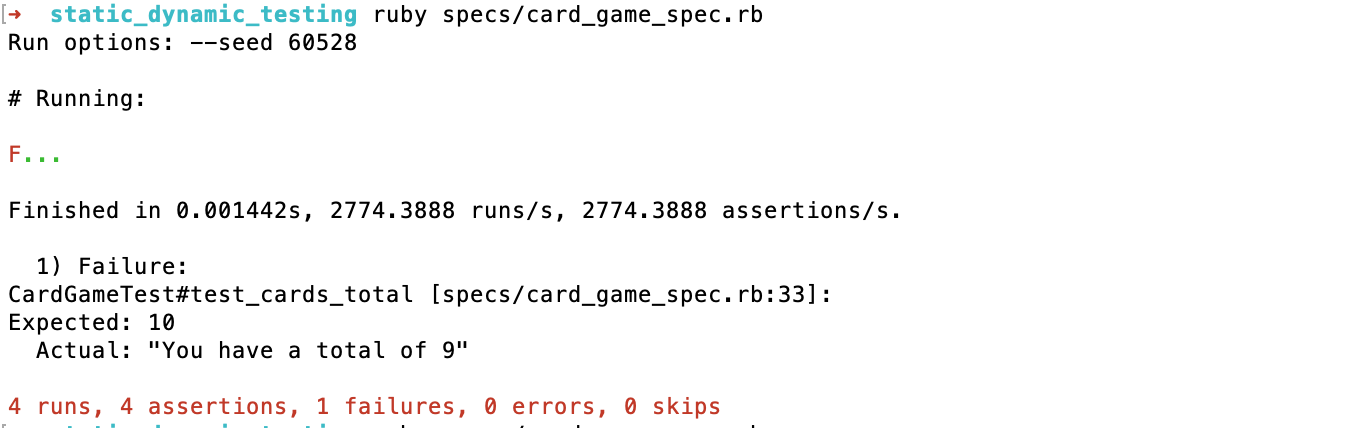 [→  static_dynamic_testing ruby specs/card_game_spec.rb
Run options: --seed 60528
# Running:
F...
Finished in 0.001442s, 2774.3888 runs/s, 2774.3888 assertions/s.
1) Failure:
CardGameTest#test_cards_total [specs/card_game_spec.rb:33]:
Expected: 10
Actual: "You have a total of 9"
4 runs, 4 assertions, 1 failures, 0 errors, 0 skips